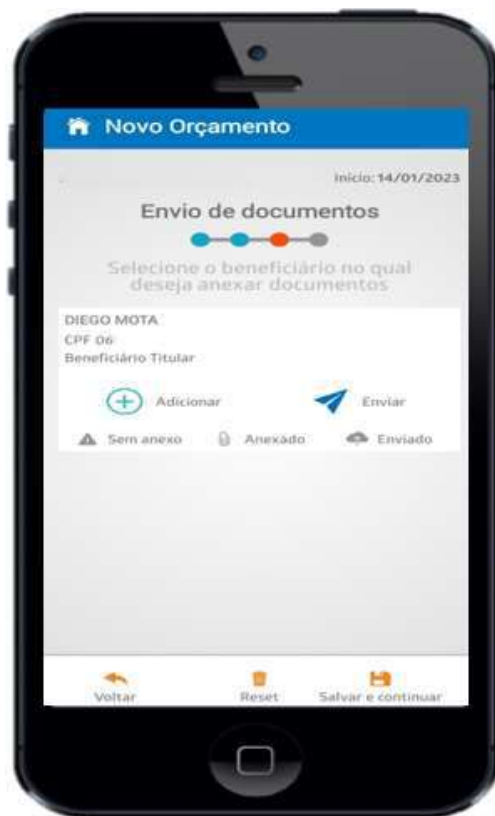 Novo Orçamento
Início: 14/01/2023
Envio de documentos
Selecione o beneficiário no qual
deseja anexar documentos
DIEGO MOTA
CPF 06
Beneficiário Titular
Adicionar Enviar
Sem anexo Anexado Enviado
Voltar Reset Salvar e continuar